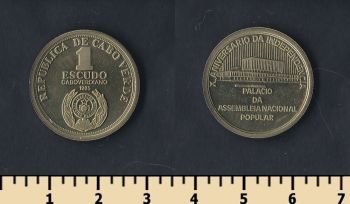 REPUBLICA DE CABO VERDE
1
ESCUDO
CABOVERDIANO
1985
X ANIVERSARIO DA INDEPENDENCIA
PALACIO
DA
ASSEMBLEIA NACIONAL
POPULAR
1 2 3 4 5 6 7